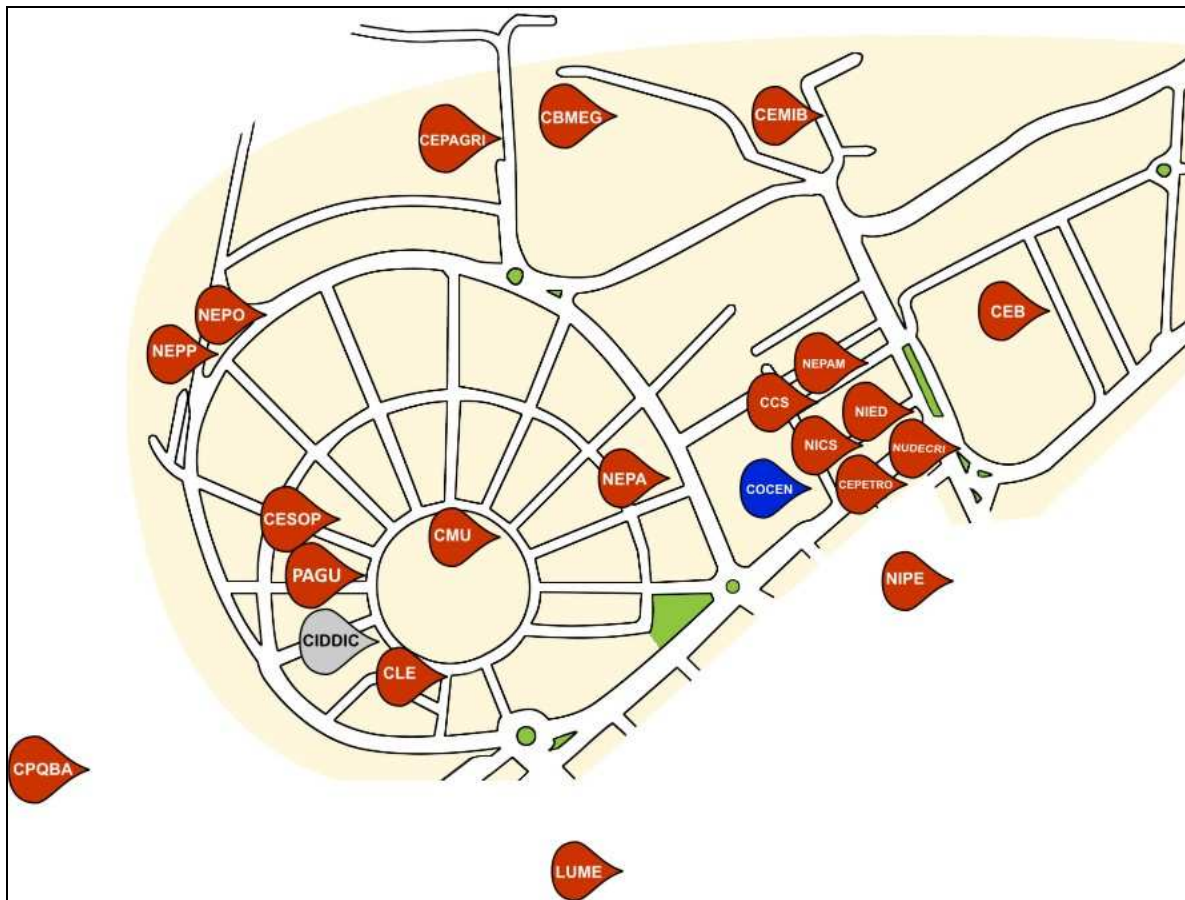 CBMEG
CEMIB
CEPAGRI
NEPO
CEB
NEPP
NEPAM
CCS
NIED
NICS
NUDECRI
NEPA
CEPETRO
COCEN
CESOP
CMU
PAGU
NIPE
CIDDIC
CLE
CPQBA
LUME